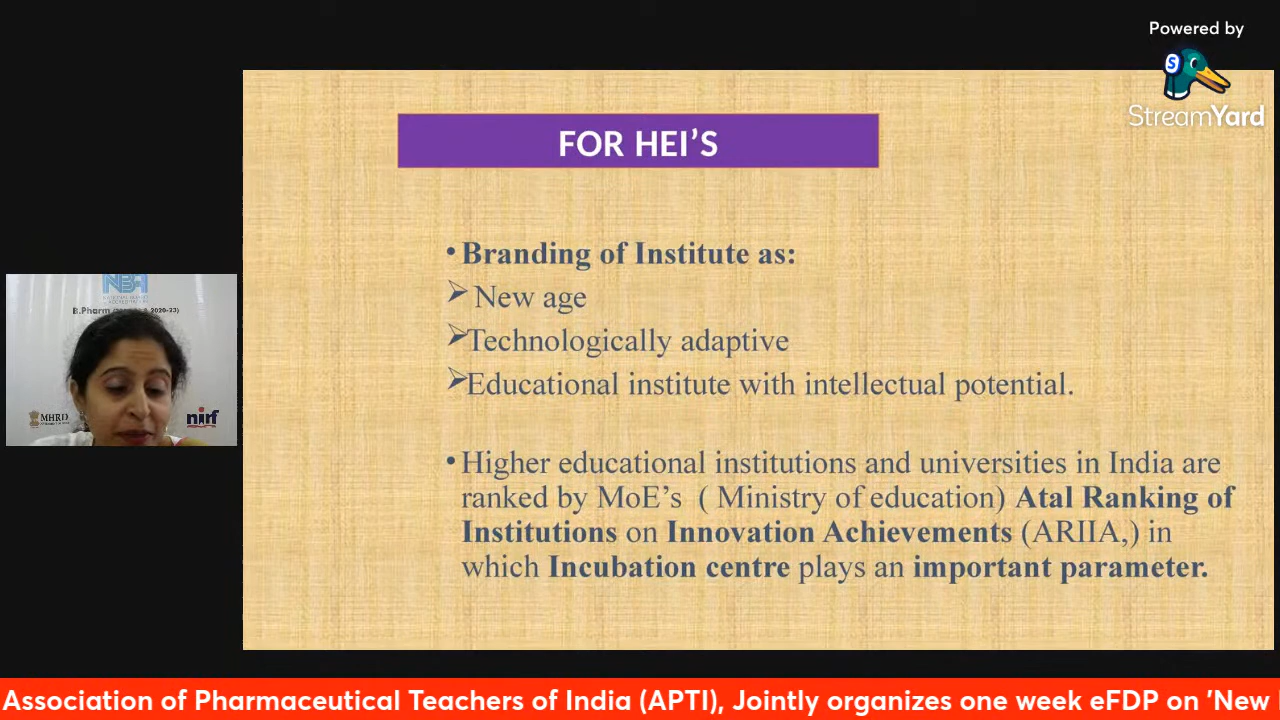 Powered by
StreamYard
FOR HEI’S
• Branding of Institute as:
➢ New age
➢Technologically adaptive
➢Educational institute with intellectual potential.
• Higher educational institutions and universities in India are
ranked by MoE’s ( Ministry of education) Atal Ranking of
Institutions on Innovation Achievements (ARIIA,) in
which Incubation centre plays an important parameter.
NBA
B.Pharm
2020-23)
MHRD
nirf
Association of Pharmaceutical Teachers of India (APTI), Jointly organizes one week eFDP on 'New